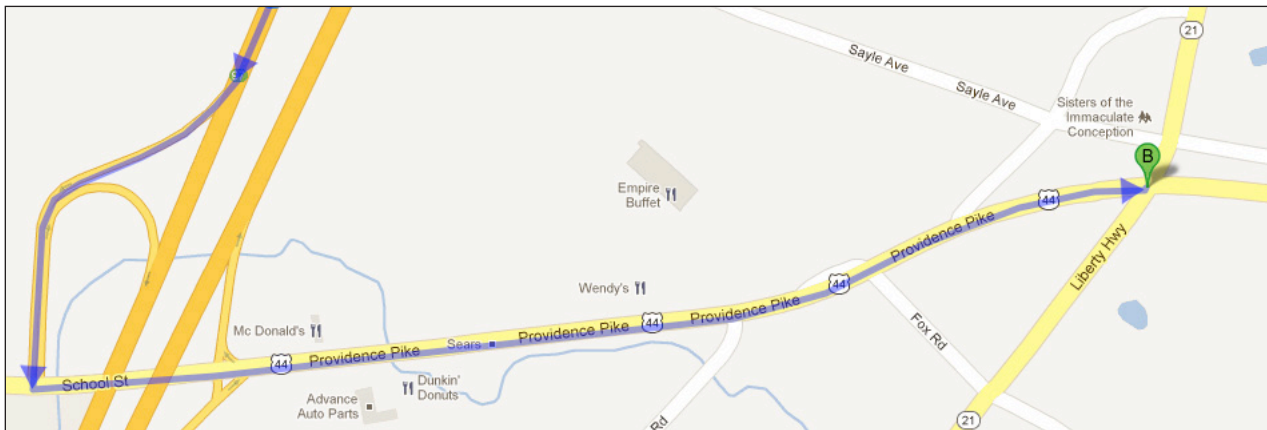 21
Sayle Ave
Sayle Ave
Sisters of the
Immaculate
Conception
B
Empire
Buffet
44
Providence Pike
Liberty Hwy
44
Wendy's
Providence Pike
44
Providence Pike
Fox Rd
Mc Donald's
Sears
Providence Pike
44
School St
Dunkin'
Donuts
Advance
Auto Parts
Rd
21